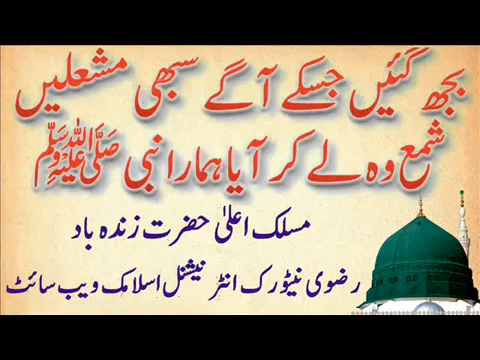 بجھ گئیں جسکے آگے سبھی مشعلیں
شمع وہ لے کر آیا ہمارا نبی ﷺ
مسلک اعلیٰ حضرت زندہ باد
رضوی نیٹورک انٹرنیشنل اسلامک ویب سائٹ